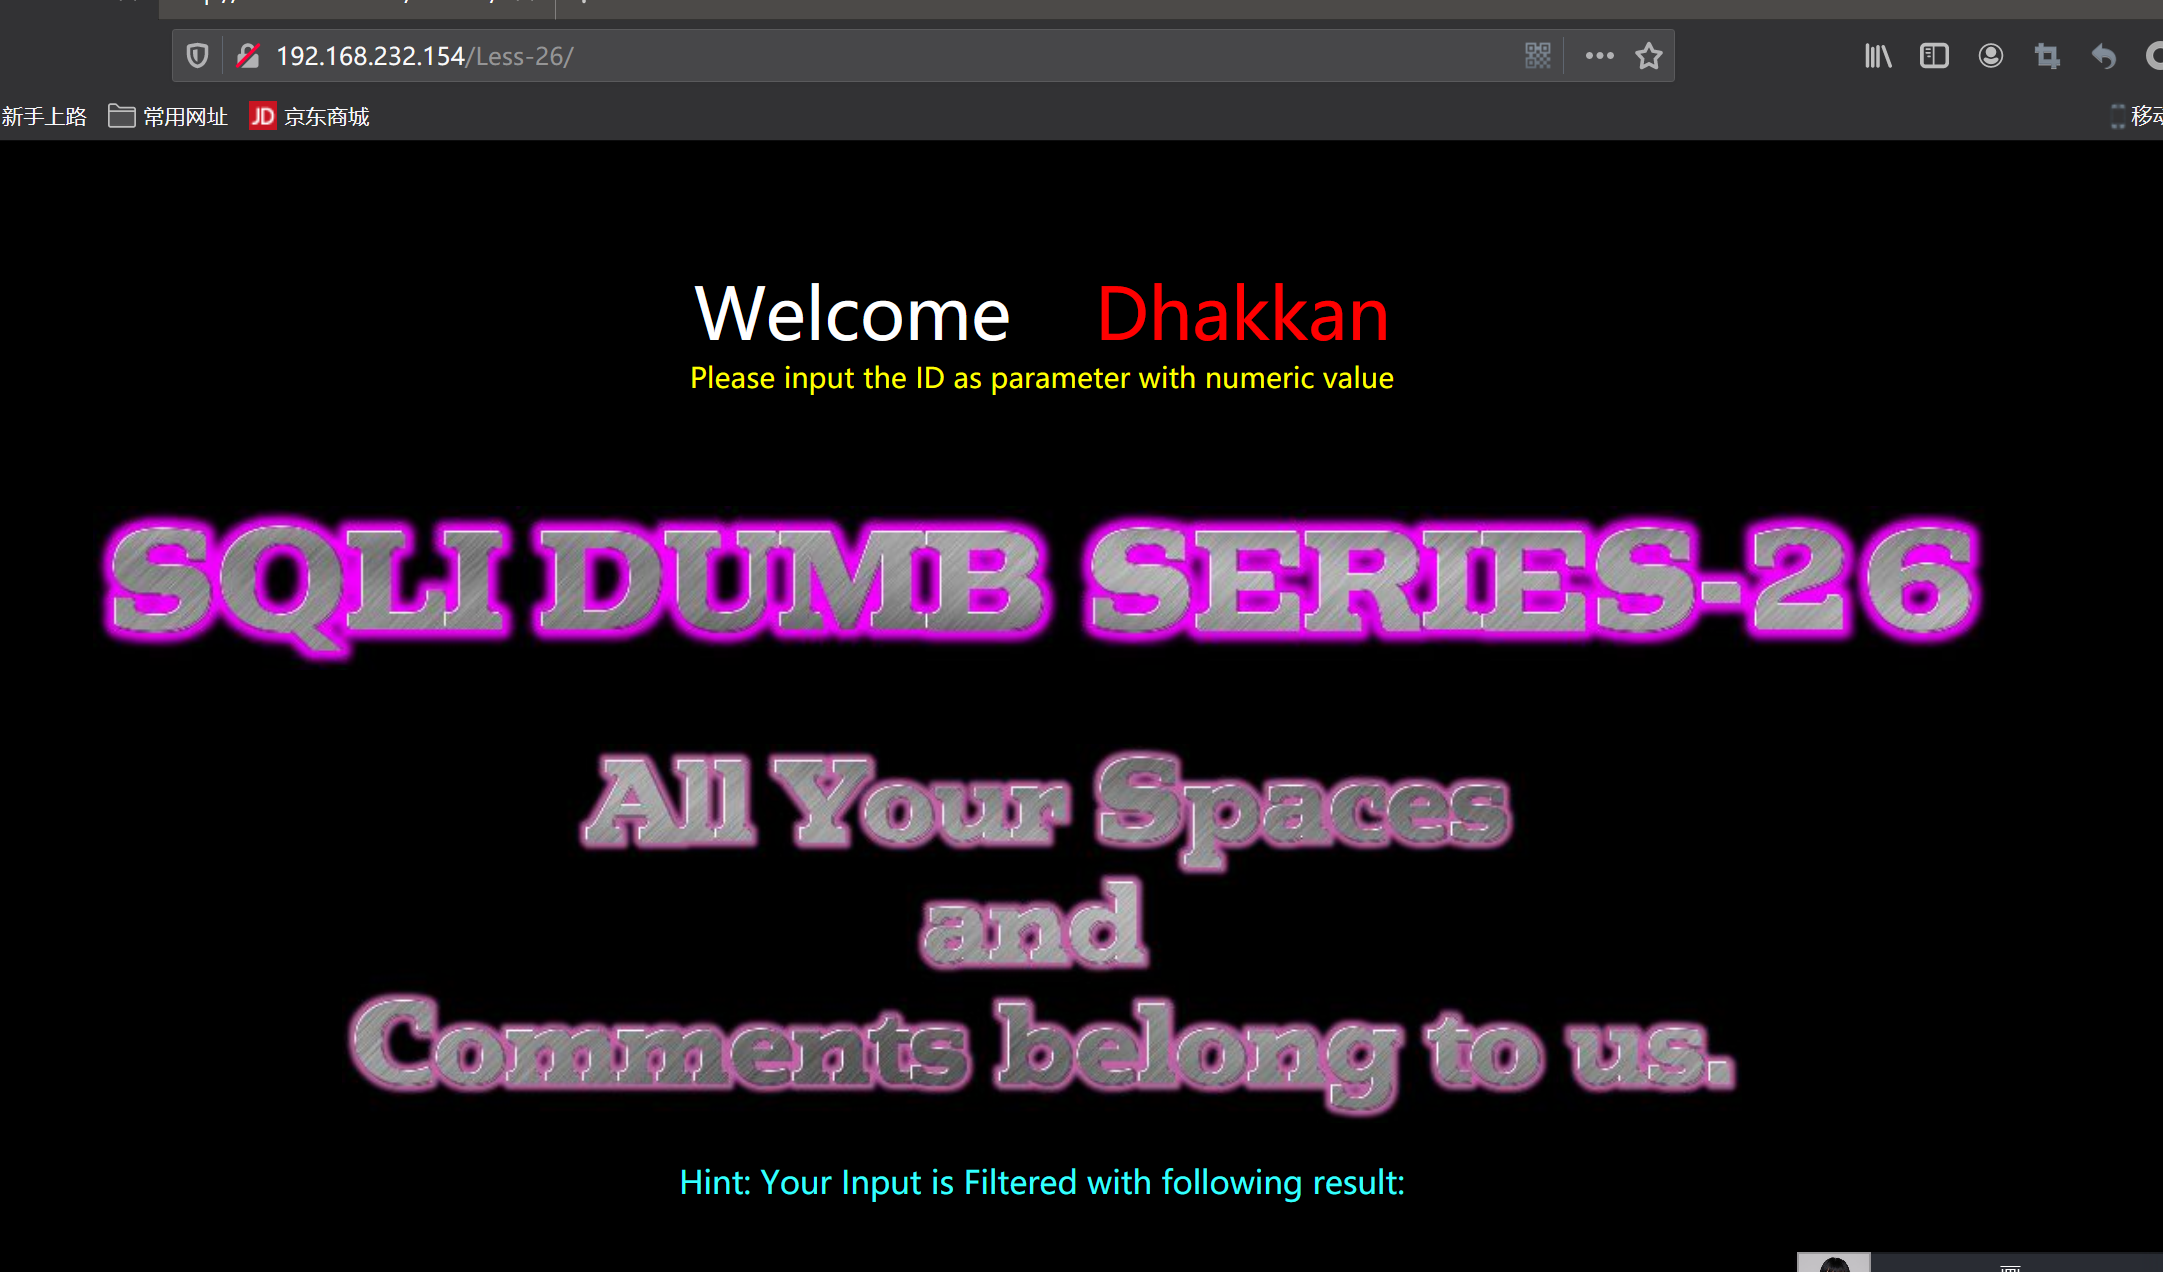 192.168.232.154/Less-26/
新手上路 常用网址 JD 京东商城 移动
Welcome Dhakkan
Please input the ID as parameter with numeric value
SQLI DUMB SERIES-26
All Your Spaces
and
Comments belong to us.
Hint: Your Input is Filtered with following result: